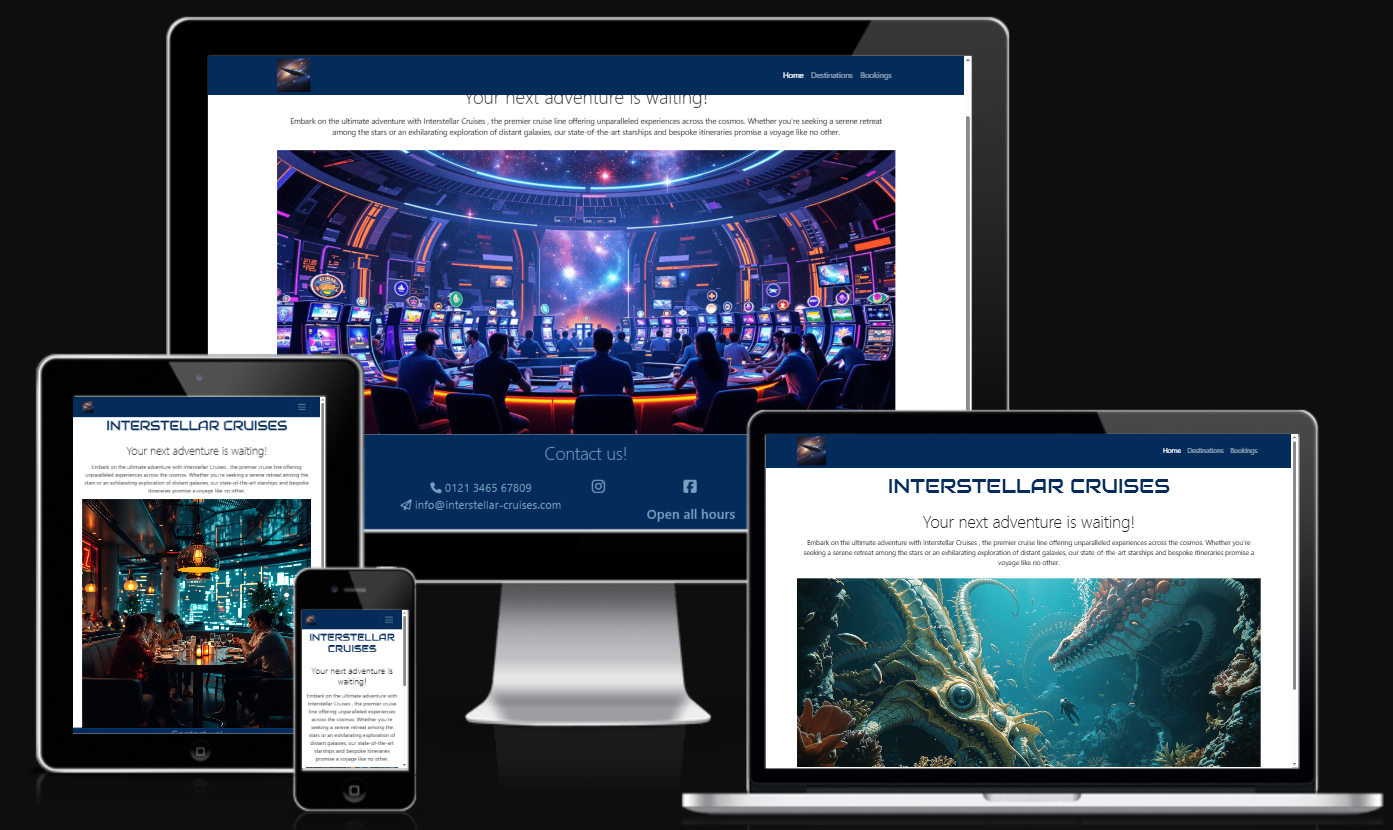 Home Destinations Bookings
Your next adventure is waiting!
Embark on the ultimate adventure with Interstellar Cruises , the premier cruise line offering unparalleled experiences across the cosmos. Whether you're seeking a serene retreat
among the stars or an exhilarating exploration of distant galaxies, our state-of-the-art starships and bespoke itineraries promise a voyage like no other.
Contact us!
0121 3465 67809
info@interstellar-cruises.com
Open all hours
INTERSTELLAR CRUISES
Your next adventure is waiting!
Embark on the ultimate adventure with Interstellar Cruises , the premier cruise line offering
unparalleled experiences across the cosmos. Whether you're seeking a serene retreat among the
stars or an exhilarating exploration of distant galaxies, our state-of-the-art starships and bespoke
itineraries promise a voyage like no other.
Contact us!
INTERSTELLAR
CRUISES
Your next adventure is
waiting!
Embark on the ultimate adventure with
Interstellar Cruises , the premier cruise
line offering unparalleled experiences
across the cosmos. Whether you're
seeking a serene retreat among the
stars or an exhilarating exploration of
distant galaxies, our state-of-the-art
starships and bespoke itineraries
promise a voyage like no other.
Home Destinations Bookings
INTERSTELLAR CRUISES
Your next adventure is waiting!
Embark on the ultimate adventure with Interstellar Cruises , the premier cruise line offering unparalleled experiences across the cosmos. Whether you're
seeking a serene retreat among the stars or an exhilarating exploration of distant galaxies, our state-of-the-art starships and bespoke itineraries promise a
voyage like no other.